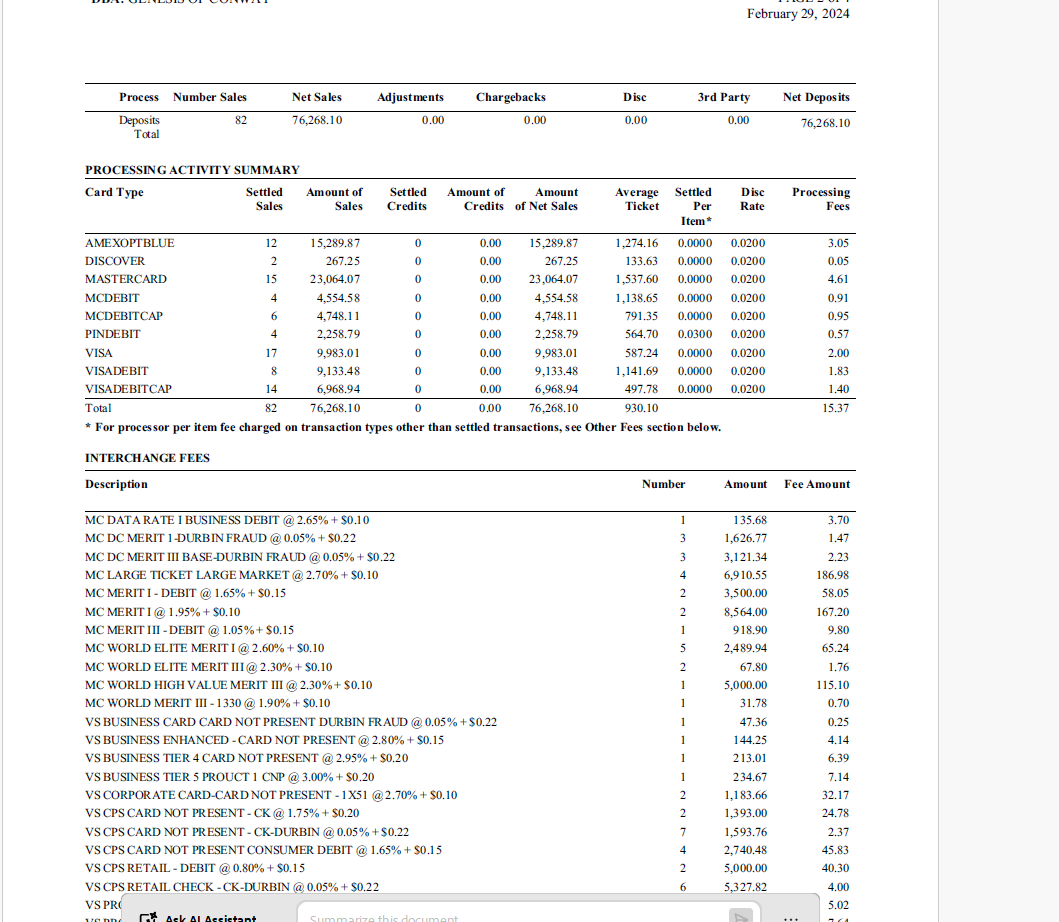 DBA: GENESIS OF CONWAY
PAGE 2 of 4
February 29, 2024
Process Number Sales Net Sales Adjustments Chargebacks Disc 3rd Party Net Deposits
Deposits 82 76,268.10 0.00 0.00 0.00 0.00 76,268.10
Total
PROCESSING ACTIVITY SUMMARY
Card Type Settled Amount of Settled Amount of Amount Average Settled Disc Processing
Sales Sales Credits Credits of Net Sales Ticket Per Rate Fees
Item*
AMEXOPTBLUE 12 15,289.87 0 0.00 15,289.87 1,274.16 0.0000 0.0200 3.05
DISCOVER 2 267.25 0 0.00 267.25 133.63 0.0000 0.0200 0.05
MASTERCARD 15 23,064.07 0 0.00 23,064.07 1,537.60 0.0000 0.0200 4.61
MCDEBIT 4 4,554.58 0 0.00 4,554.58 1,138.65 0.0000 0.0200 0.91
MCDEBITCAP 6 4,748.11 0 0.00 4,748.11 791.35 0.0000 0.0200 0.95
PINDEBIT 4 2,258.79 0 0.00 2,258.79 564.70 0.0300 0.0200 0.57
VISA 17 9,983.01 0 0.00 9,983.01 587.24 0.0000 0.0200 2.00
VISADEBIT 8 9,133.48 0 0.00 9,133.48 1,141.69 0.0000 0.0200 1.83
VISADEBITCAP 14 6,968.94 0 0.00 6,968.94 497.78 0.0000 0.0200 1.40
Total 82 76,268.10 0 0.00 76,268.10 930.10 15.37
* For processor per item fee charged on transaction types other than settled transactions, see Other Fees section below.
INTERCHANGE FEES
Description Number Amount Fee Amount
MC DATA RATE I BUSINESS DEBIT @ 2.65% + $0.10 1 135.68 3.70
MC DC MERIT 1-DURBIN FRAUD @ 0.05% + $0.22 3 1,626.77 1.47
MC DC MERIT III BASE-DURBIN FRAUD @ 0.05% + $0.22 3 3,121.34 2.23
MC LARGE TICKET LARGE MARKET @ 2.70% + $0.10 4 6,910.55 186.98
MC MERIT I - DEBIT @ 1.65% + $0.15 2 3,500.00 58.05
MC MERIT I @ 1.95% + $0.10 2 8,564.00 167.20
MC MERIT III - DEBIT @ 1.05% + $0.15 1 918.90 9.80
MC WORLD ELITE MERIT I @ 2.60% + $0.10 5 2,489.94 65.24
MC WORLD ELITE MERIT III @ 2.30% + $0.10 2 67.80 1.76
MC WORLD HIGH VALUE MERIT III @ 2.30% + $0.10 1 5,000.00 115.10
MC WORLD MERIT III - 1330 @ 1.90% + $0.10 1 31.78 0.70
VS BUSINESS CARD CARD NOT PRESENT DURBIN FRAUD @ 0.05% + $0.22 1 47.36 0.25
VS BUSINESS ENHANCED - CARD NOT PRESENT @ 2.80% + $0.15 1 144.25 4.14
VS BUSINESS TIER 4 CARD NOT PRESENT @ 2.95% + $0.20 1 213.01 6.39
VS BUSINESS TIER 5 PROUCT 1 CNP @ 3.00% + $0.20 1 234.67 7.14
VS CORPORATE CARD-CARD NOT PRESENT - 1X51 @ 2.70% + $0.10 2 1,183.66 32.17
VS CPS CARD NOT PRESENT - CK @ 1.75% + $0.20 2 1,393.00 24.78
VS CPS CARD NOT PRESENT - CK-DURBIN @ 0.05% + $0.22 7 1,593.76 2.37
VS CPS CARD NOT PRESENT CONSUMER DEBIT @ 1.65% + $0.15 4 2,740.48 45.83
VS CPS RETAIL - DEBIT @ 0.80% + $0.15 2 5,000.00 40.30
VS CPS RETAIL CHECK - CK-DURBIN @ 0.05% + $0.22 6 5,327.82 4.00
VS PRO 5.02
Ask AI Assistant Summarize this document ...